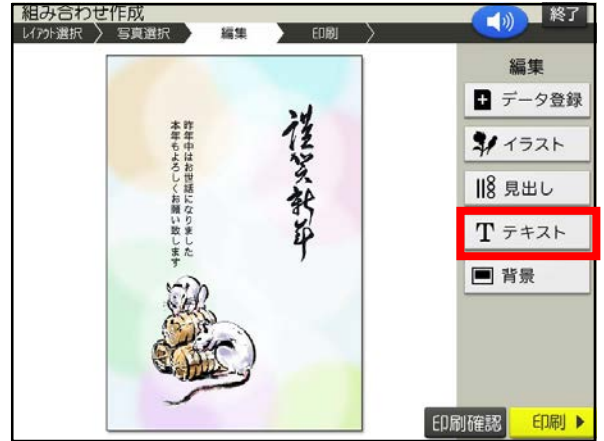 組み合わせ作成
終了
レイアウト選択
写真選択
編集
印刷
謹賀新年
昨年中はお世話になりました
本年もよろしくお願い致します
編集
データ登録
イラスト
見出し
T テキスト
背景
印刷確認
印刷